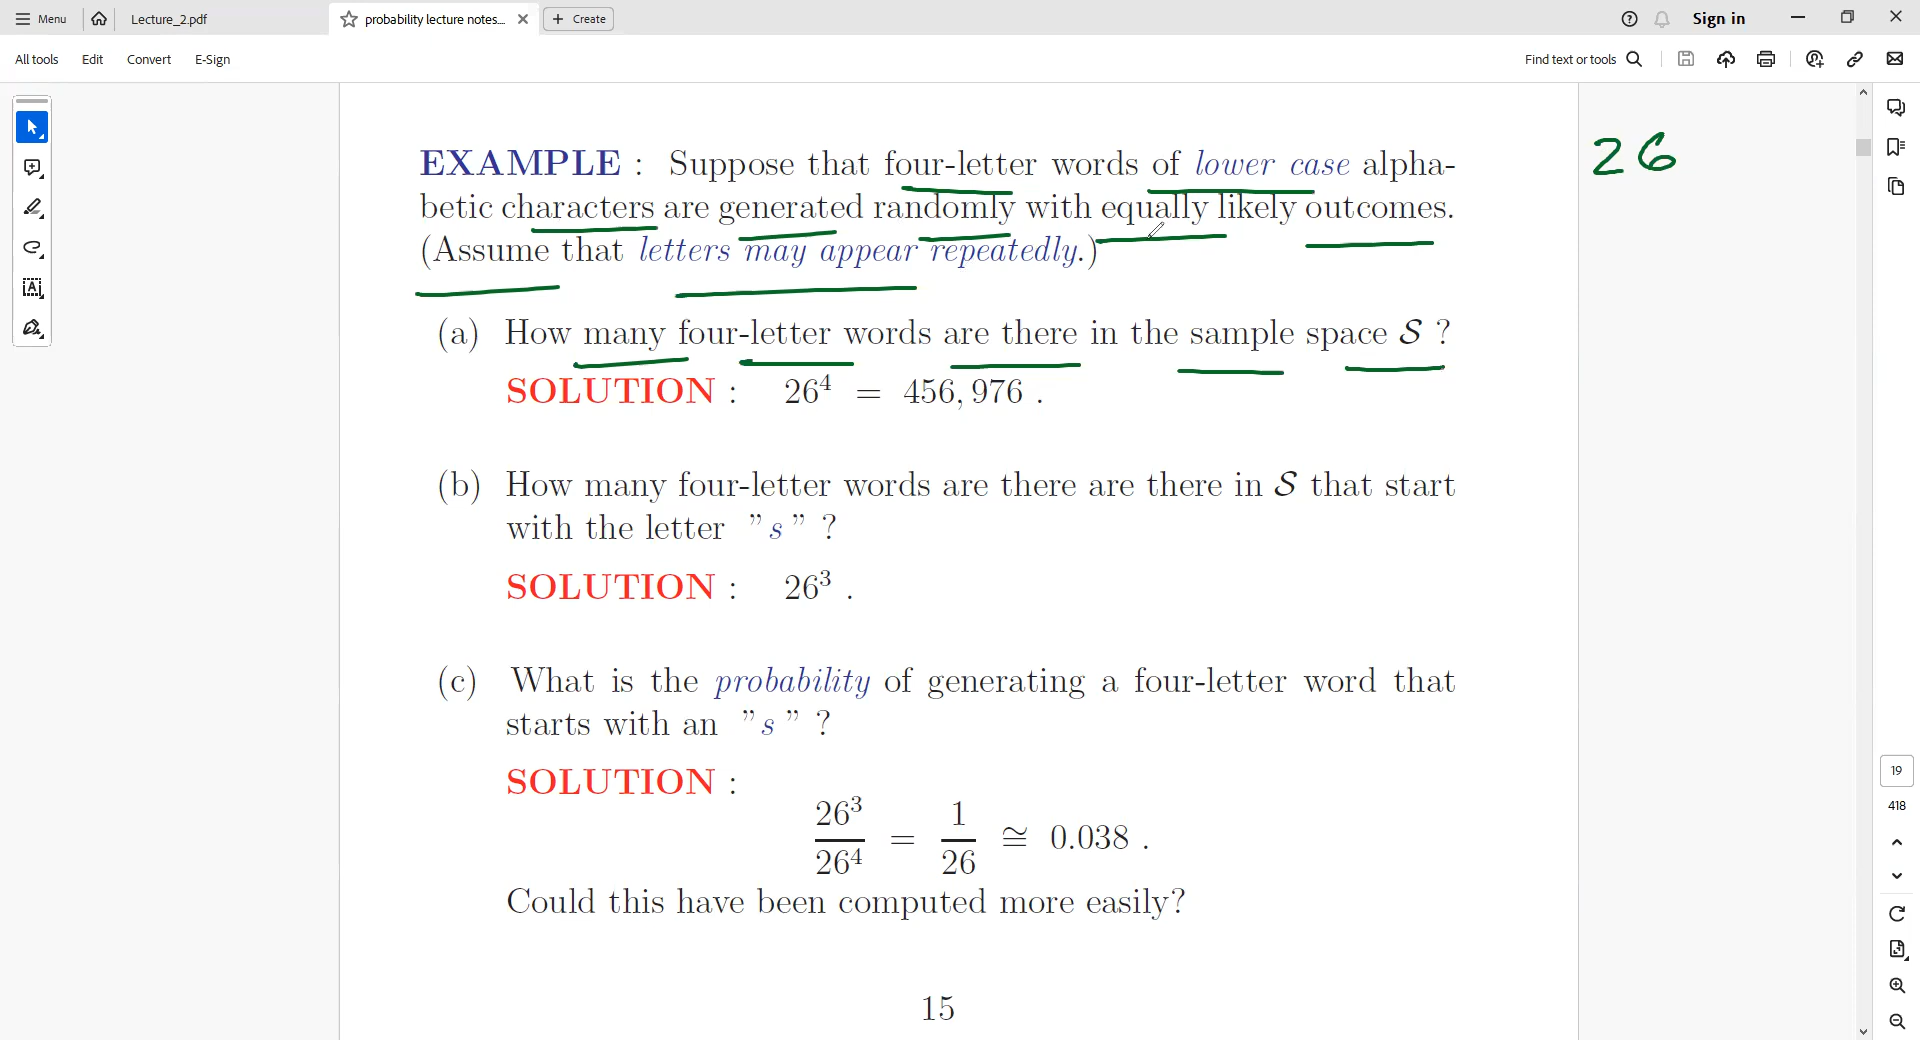 Menu
Lecture_2.pdf
probability lecture notes...
Create
Sign in
All tools
Edit
Convert
E-Sign
Find text or tools
26
EXAMPLE : Suppose that four-letter words of lower case alpha-
betic characters are generated randomly with equally likely outcomes.
(Assume that letters may appear repeatedly.)
(a) How many four-letter words are there in the sample space 𝒮 ?
SOLUTION : 26⁴ = 456, 976 .
(b) How many four-letter words are there are there in 𝒮 that start
with the letter ” s ” ?
SOLUTION : 26³ .
(c) What is the probability of generating a four-letter word that
starts with an ” s ” ?
SOLUTION :
26³/26⁴ = 1/26 ≅ 0.038 .
Could this have been computed more easily?
15
19
418